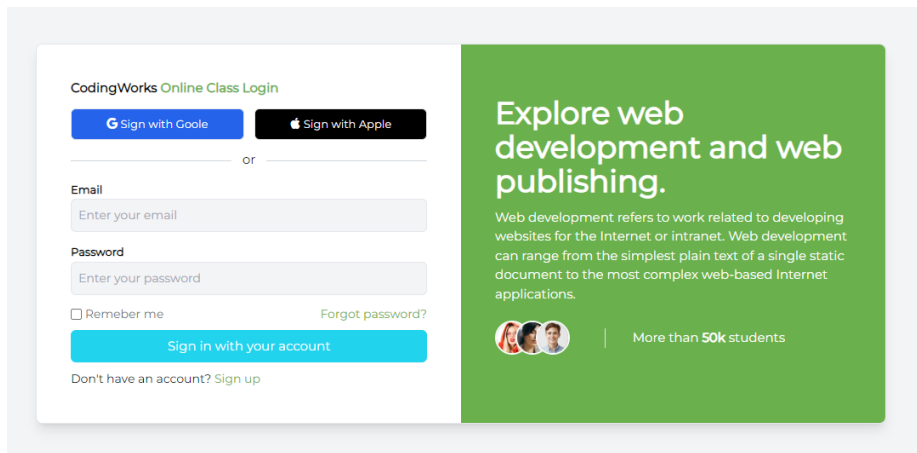 CodingWorks Online Class Login
Sign with Goole
Sign with Apple
or
Email
Enter your email
Password
Enter your password
Remeber me
Forgot password?
Sign in with your account
Don't have an account? Sign up
Explore web
development and web
publishing.
Web development refers to work related to developing
websites for the Internet or intranet. Web development
can range from the simplest plain text of a single static
document to the most complex web-based Internet
applications.
More than 50k students